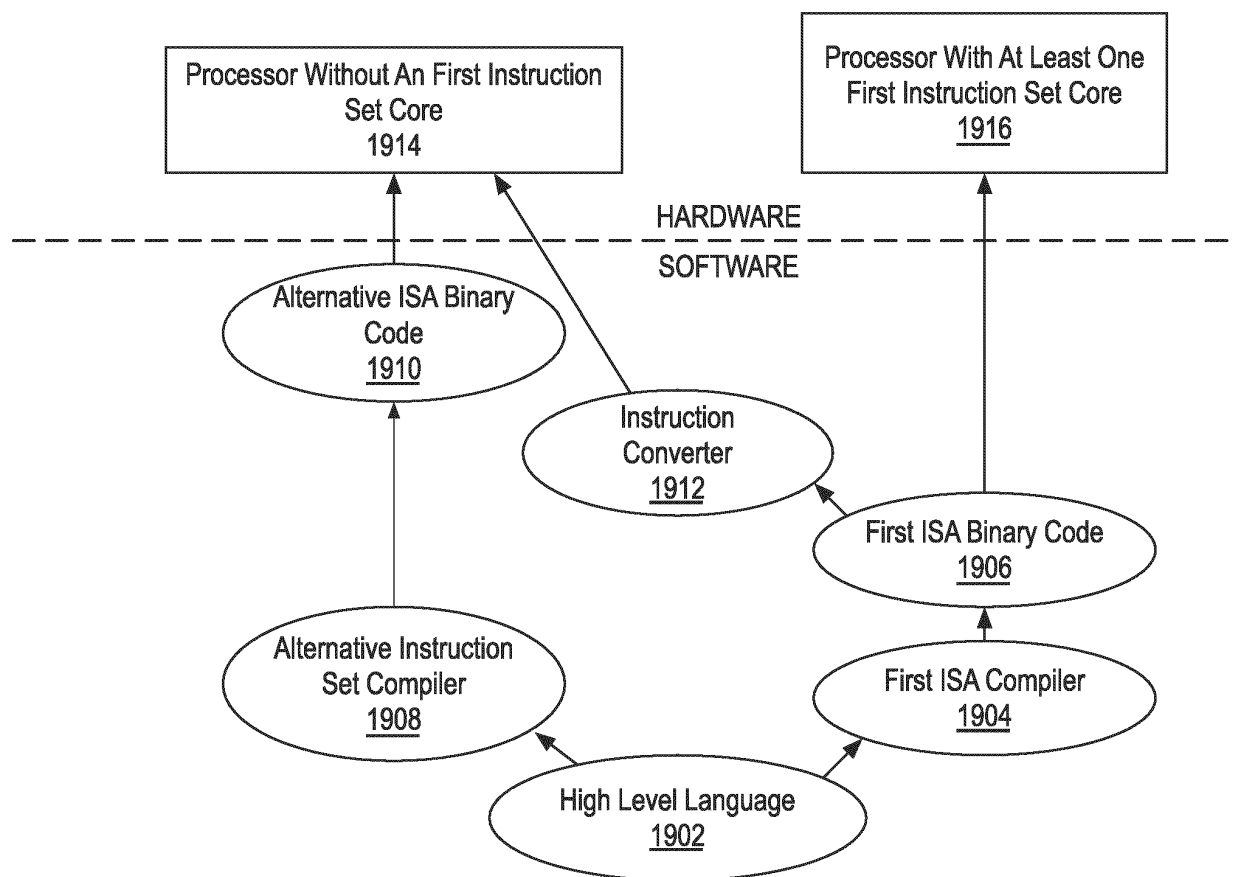 Processor Without An First Instruction
Set Core
1914
Processor With At Least One
First Instruction Set Core
1916
HARDWARE
SOFTWARE
Alternative ISA Binary
Code
1910
Instruction
Converter
1912
First ISA Binary Code
1906
Alternative Instruction
Set Compiler
1908
First ISA Compiler
1904
High Level Language
1902